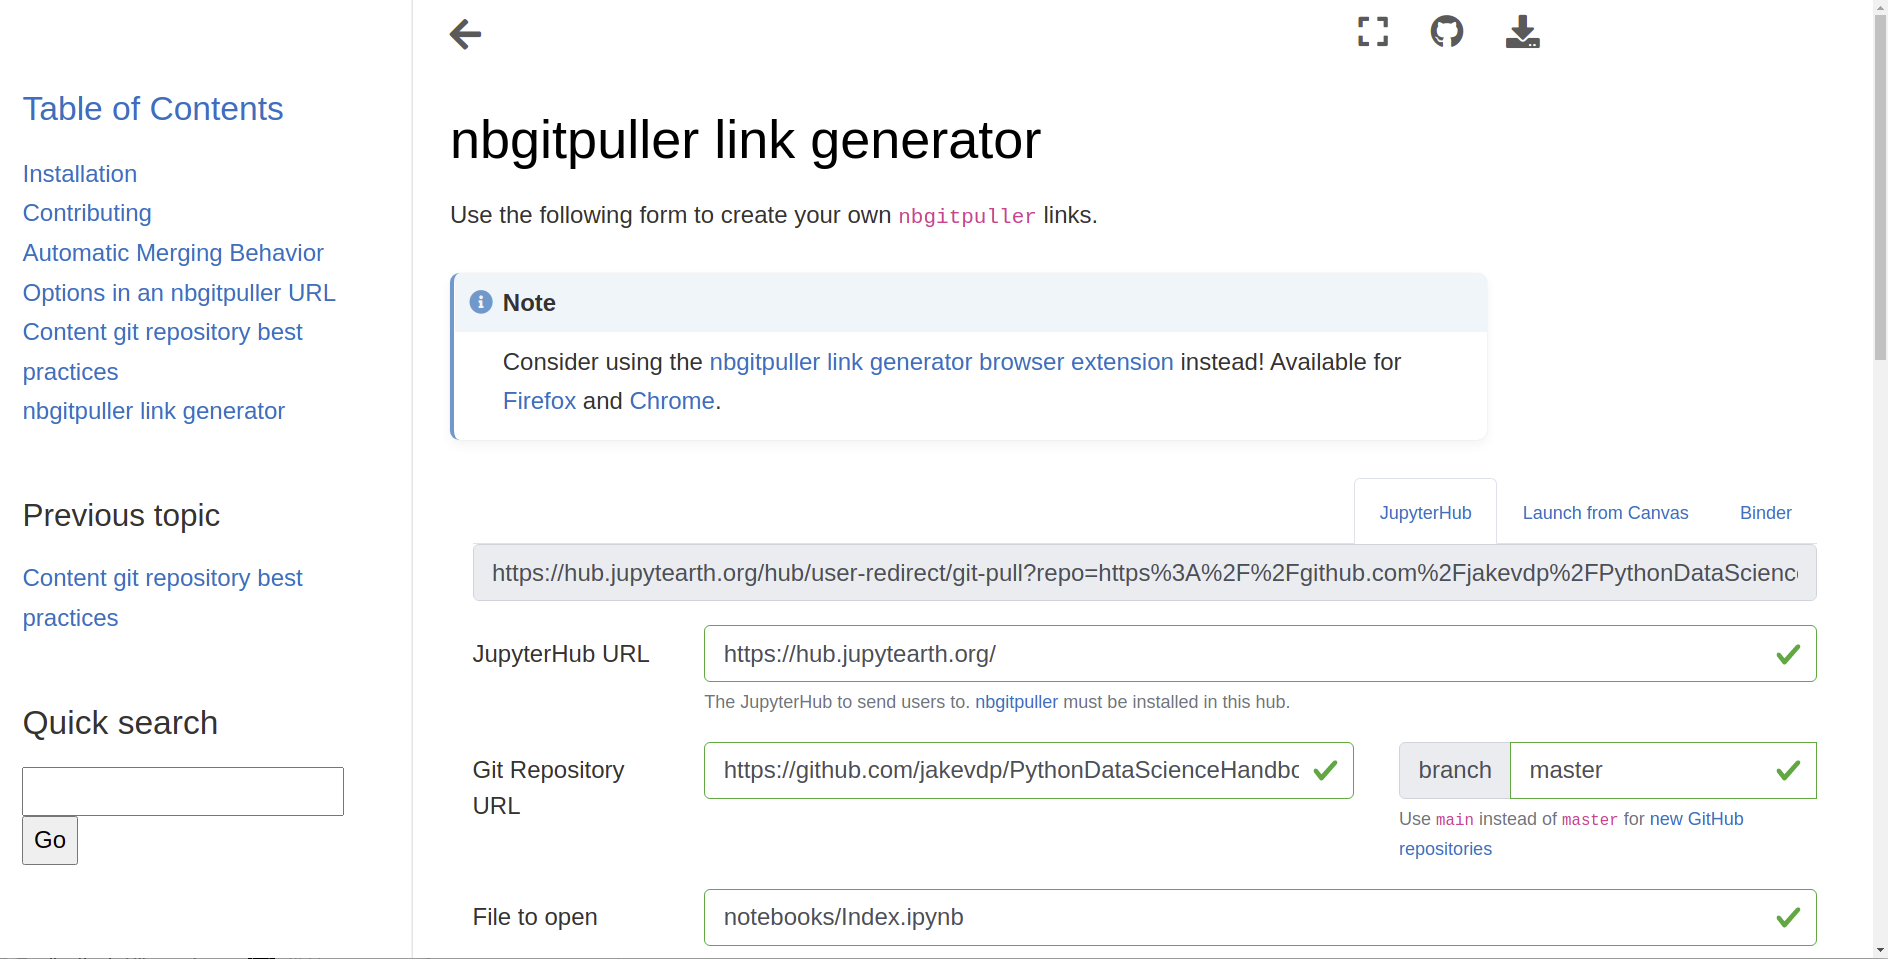 Table of Contents
Installation
Contributing
Automatic Merging Behavior
Options in an nbgitpuller URL
Content git repository best
practices
nbgitpuller link generator
Previous topic
Content git repository best
practices
Quick search
Go
nbgitpuller link generator
Use the following form to create your own nbgitpuller links.
Note
Consider using the nbgitpuller link generator browser extension instead! Available for
Firefox and Chrome.
JupyterHub Launch from Canvas Binder
https://hub.jupytearth.org/hub/user-redirect/git-pull?repo=https%3A%2F%2Fgithub.com%2Fjakevdp%2FPythonDataScienc
JupyterHub URL https://hub.jupytearth.org/
The JupyterHub to send users to. nbgitpuller must be installed in this hub.
Git Repository
URL
https://github.com/jakevdp/PythonDataScienceHandbo
branch master
Use main instead of master for new GitHub
repositories
File to open notebooks/Index.ipynb